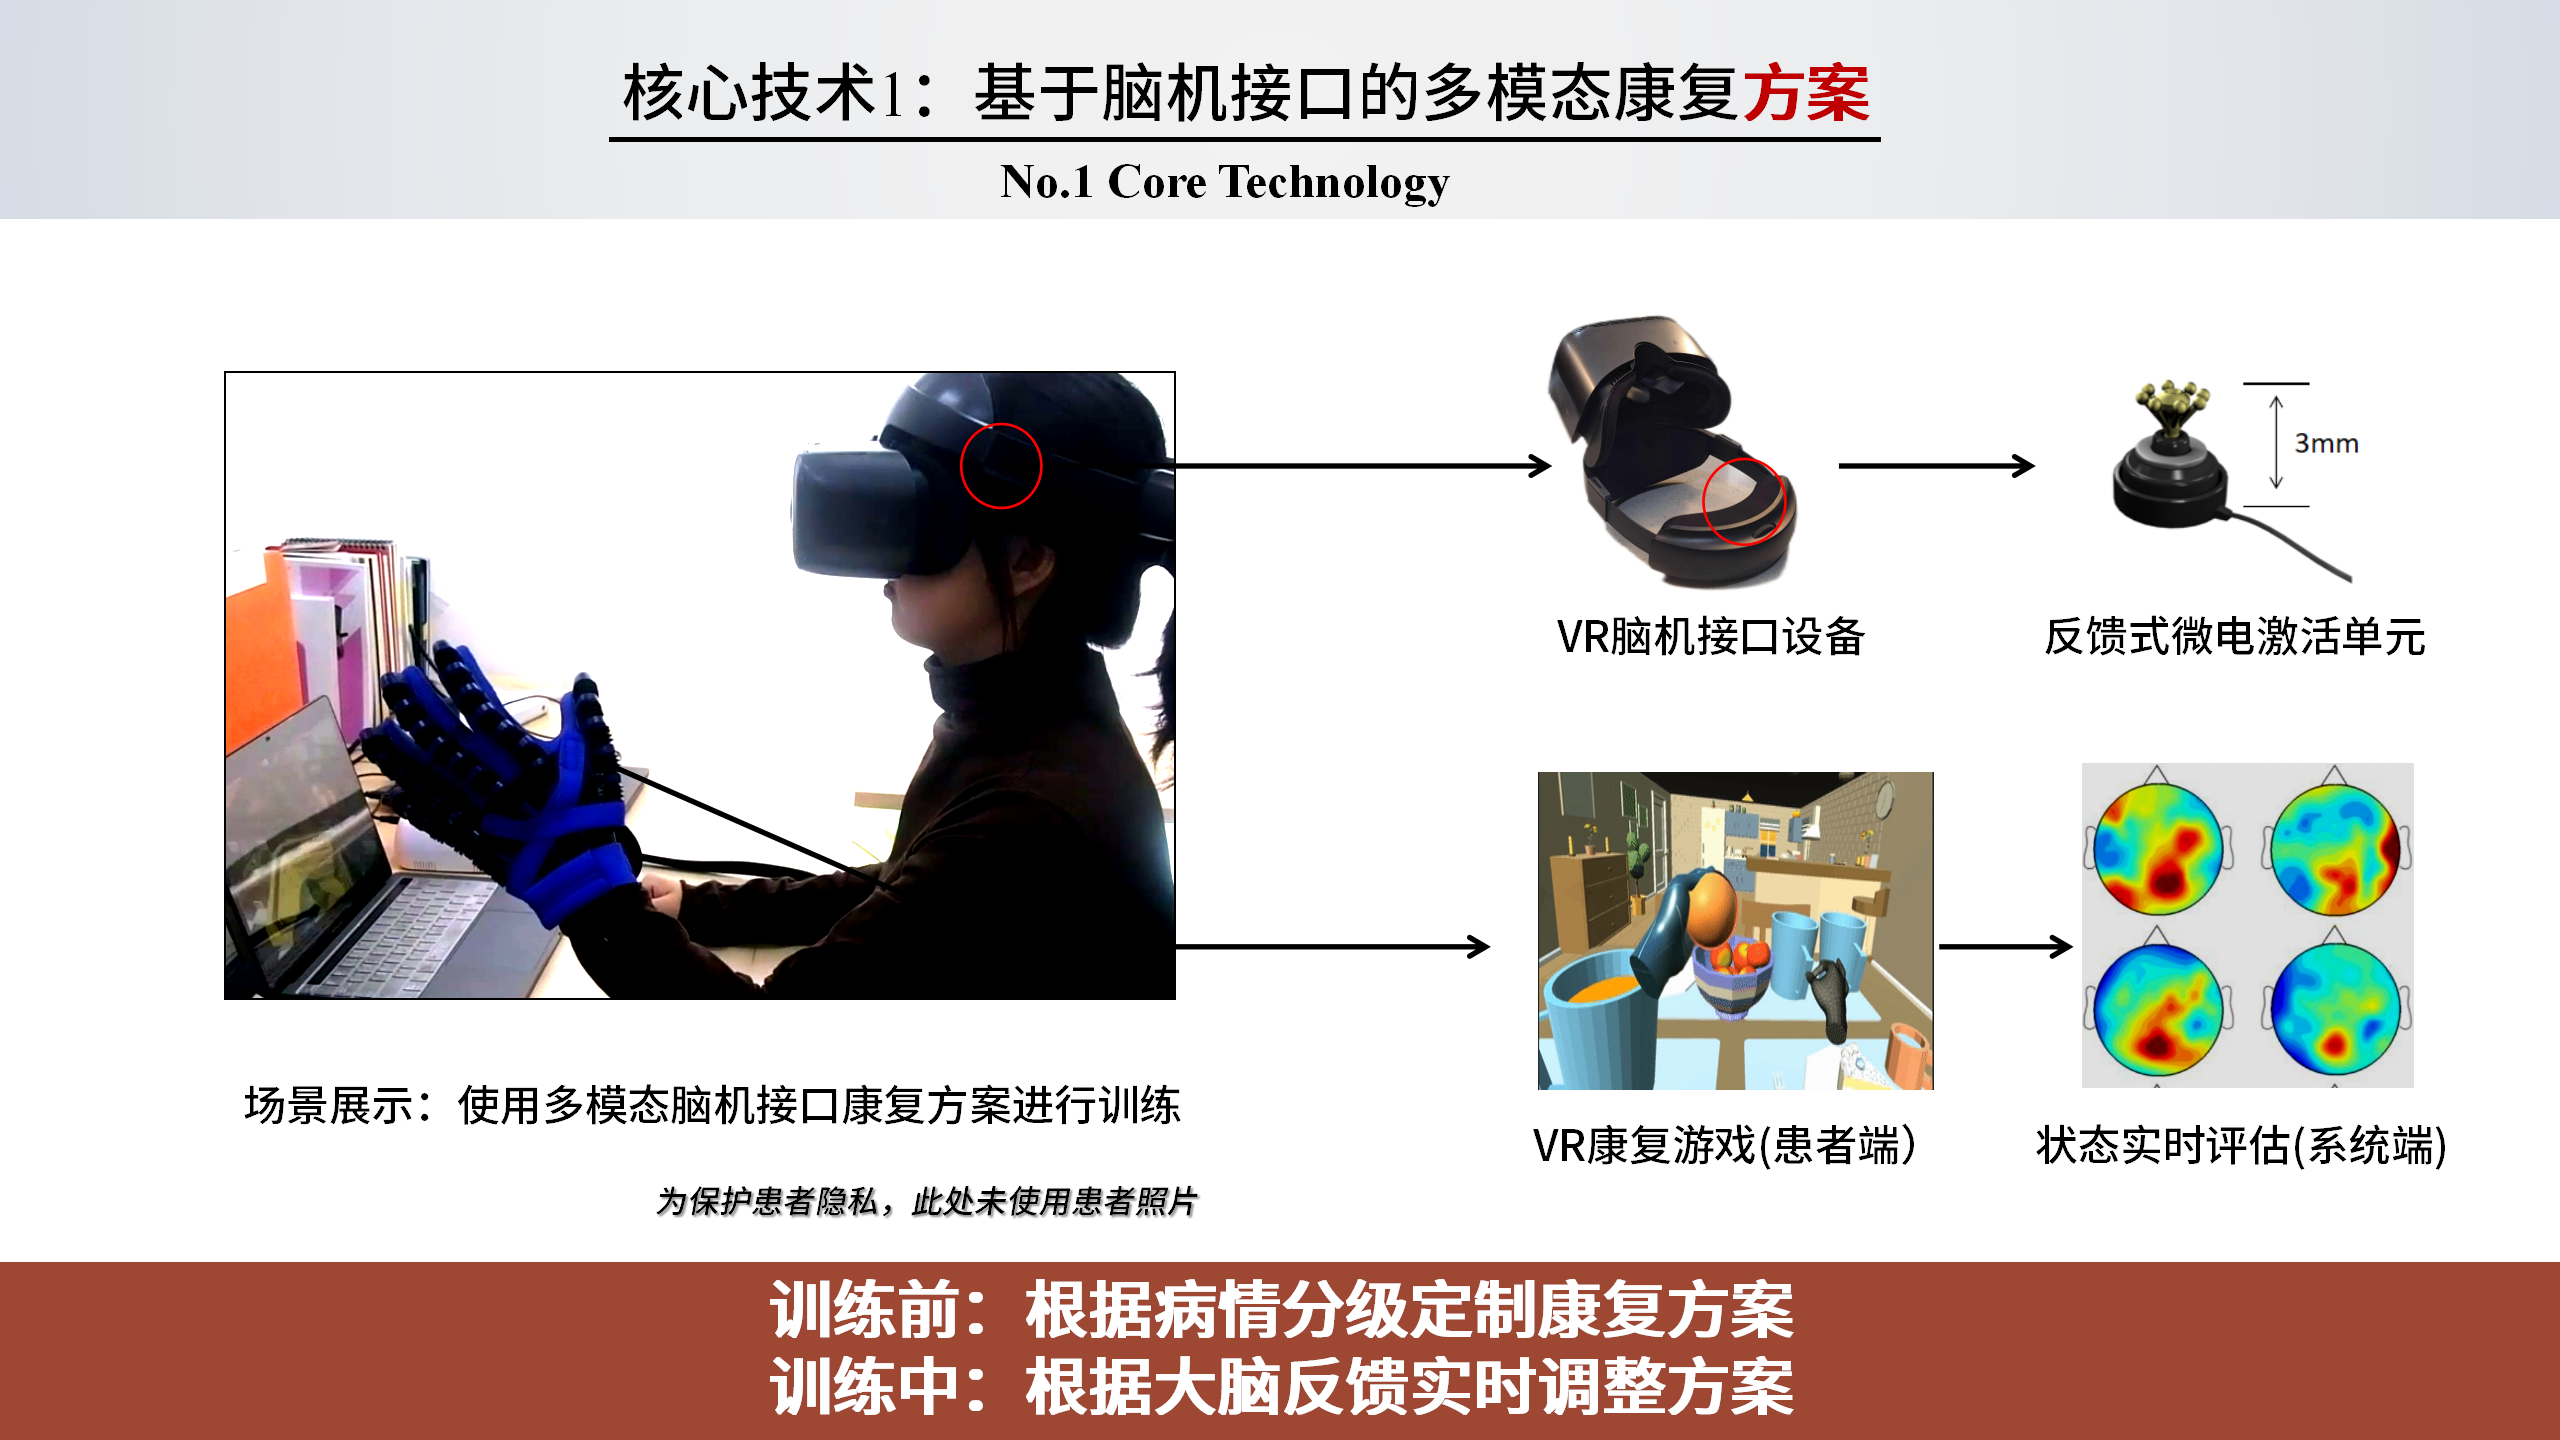 核心技术1：基于脑机接口的多模态康复方案
No.1 Core Technology
3mm
VR脑机接口设备
反馈式微电激活单元
场景展示：使用多模态脑机接口康复方案进行训练
VR康复游戏(患者端）
状态实时评估(系统端)
为保护患者隐私，此处未使用患者照片
训练前：根据病情分级定制康复方案
训练中：根据大脑反馈实时调整方案